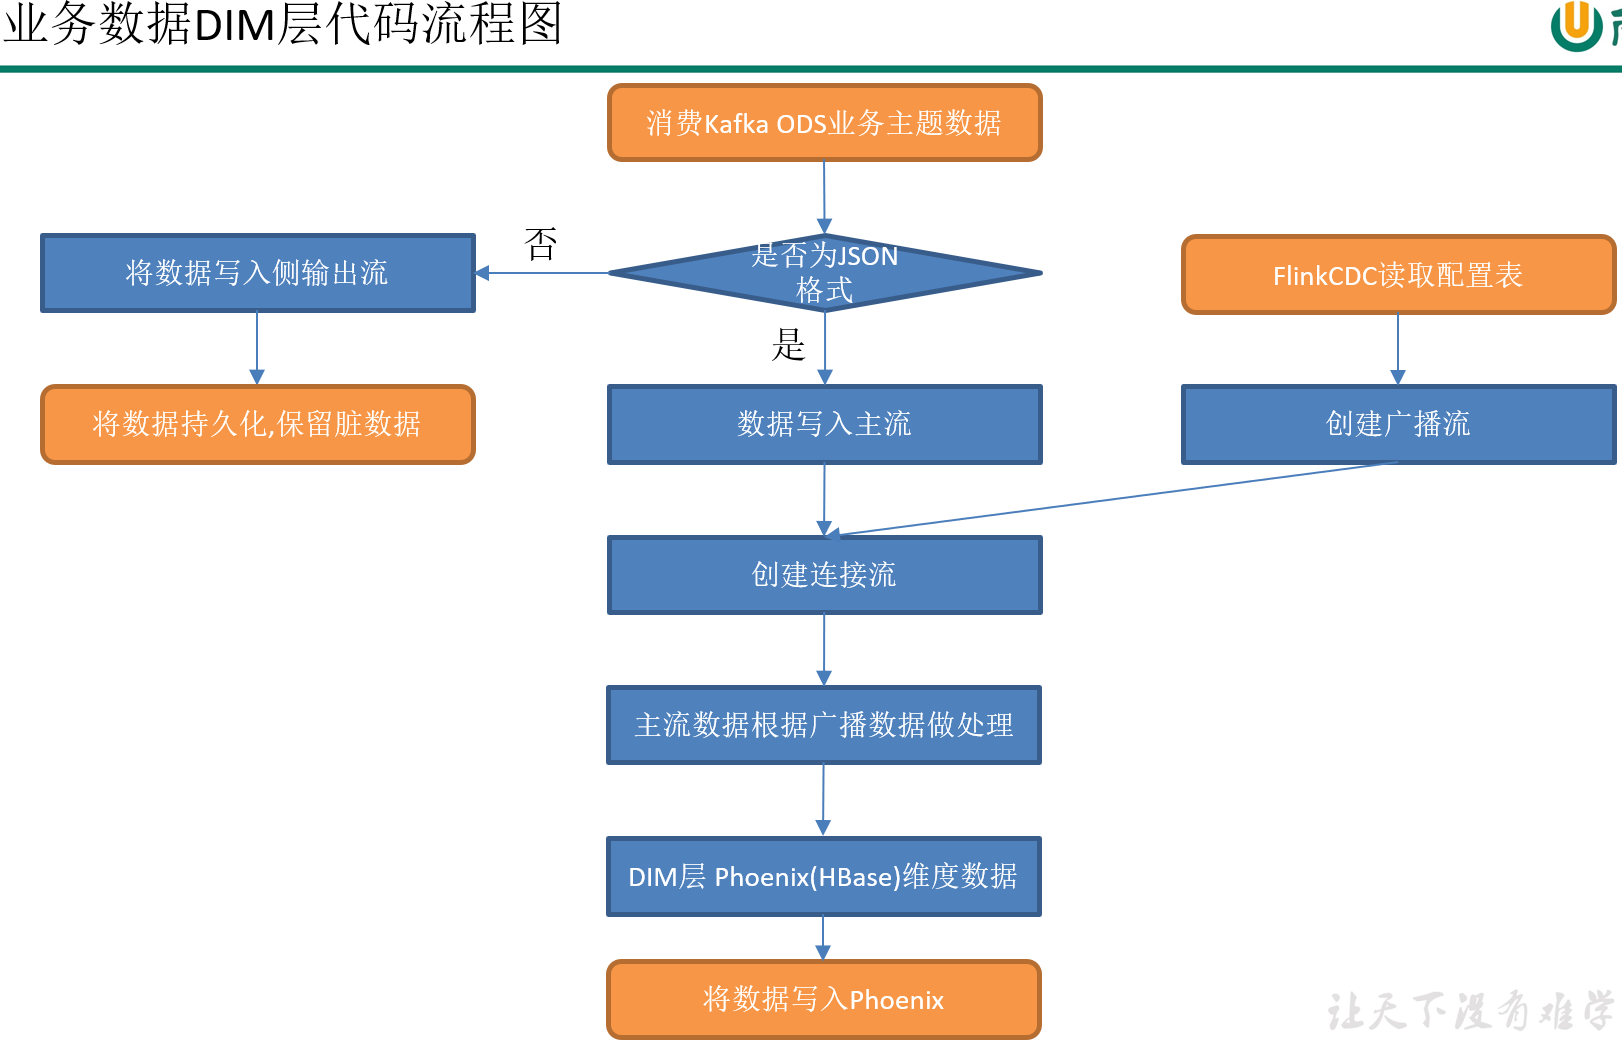 业务数据DIM层代码流程图
消费Kafka ODS业务主题数据
否
是否为JSON
格式
将数据写入侧输出流
FlinkCDC读取配置表
是
将数据持久化,保留脏数据
数据写入主流
创建广播流
创建连接流
主流数据根据广播数据做处理
DIM层 Phoenix(HBase)维度数据
将数据写入Phoenix
让天下没有难学